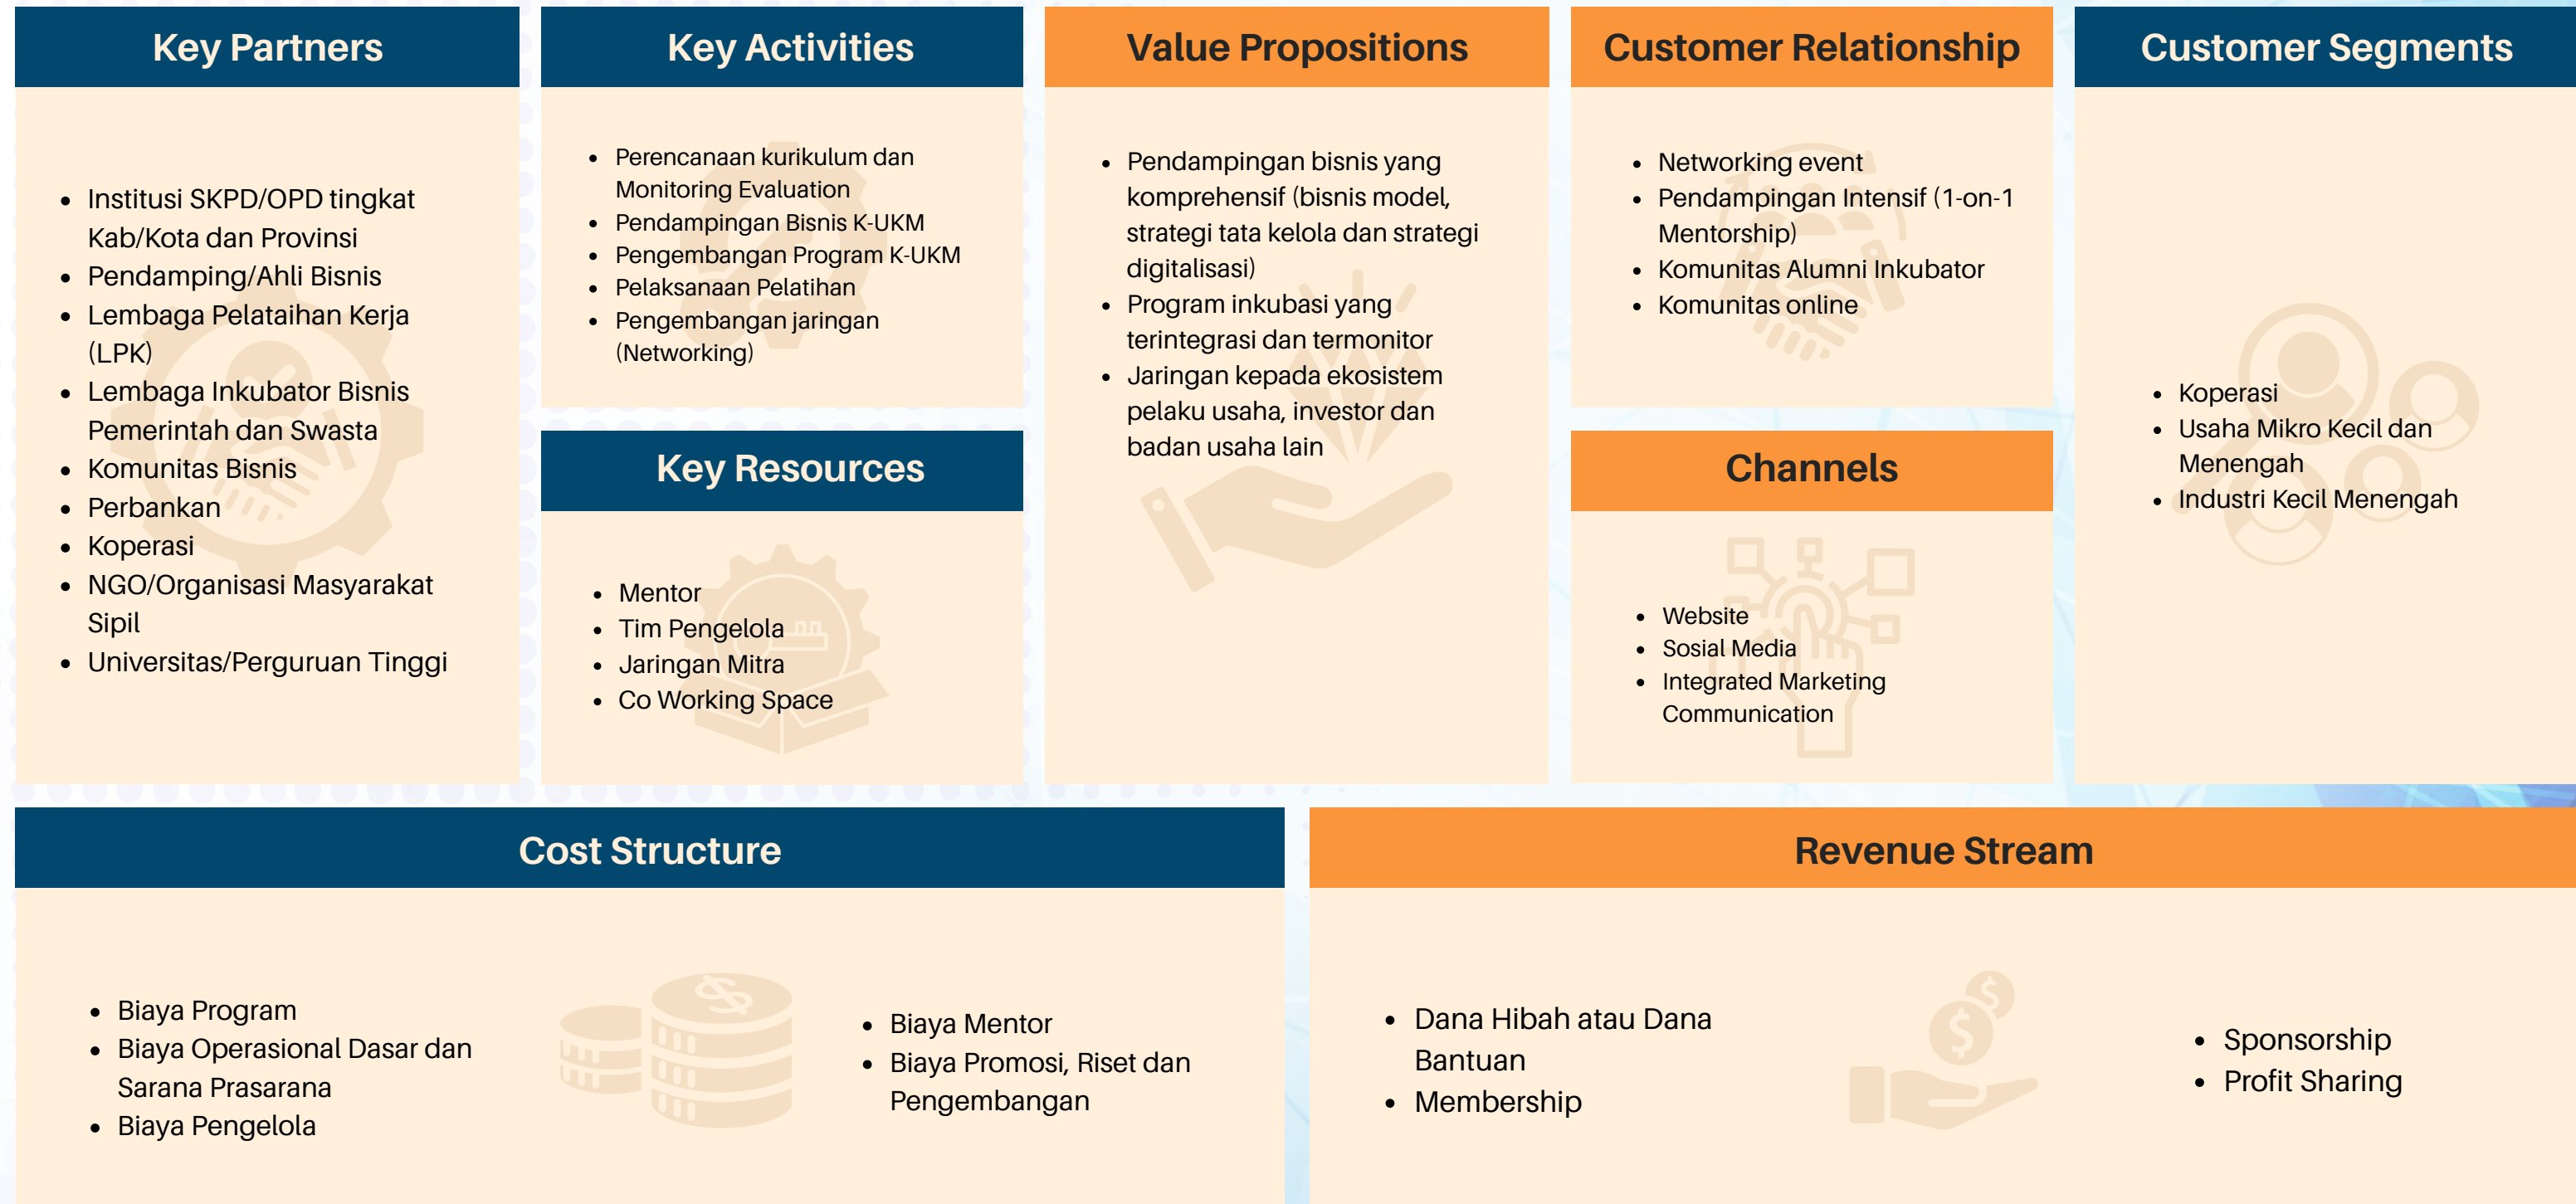 Key Partners
Institusi SKPD/OPD tingkat
Kab/Kota dan Provinsi
Pendamping/Ahli Bisnis
Lembaga Pelataihan Kerja
(LPK)
Lembaga Inkubator Bisnis
Pemerintah dan Swasta
Komunitas Bisnis
Perbankan
Koperasi
NGO/Organisasi Masyarakat
Sipil
Universitas/Perguruan Tinggi
Key Activities
Perencanaan kurikulum dan
Monitoring Evaluation
Pendampingan Bisnis K-UKM
Pengembangan Program K-UKM
Pelaksanaan Pelatihan
Pengembangan jaringan
(Networking)
Key Resources
Mentor
Tim Pengelola
Jaringan Mitra
Co Working Space
Value Propositions
Pendampingan bisnis yang
komprehensif (bisnis model,
strategi tata kelola dan strategi
digitalisasi)
Program inkubasi yang
terintegrasi dan termonitor
Jaringan kepada ekosistem
pelaku usaha, investor dan
badan usaha lain
Customer Relationship
Networking event
Pendampingan Intensif (1-on-1
Mentorship)
Komunitas Alumni Inkubator
Komunitas online
Channels
Website
Sosial Media
Integrated Marketing
Communication
Customer Segments
Koperasi
Usaha Mikro Kecil dan
Menengah
Industri Kecil Menengah
Cost Structure
Biaya Program
Biaya Operasional Dasar dan
Sarana Prasarana
Biaya Pengelola
Biaya Mentor
Biaya Promosi, Riset dan
Pengembangan
Revenue Stream
Dana Hibah atau Dana
Bantuan
Membership
Sponsorship
Profit Sharing